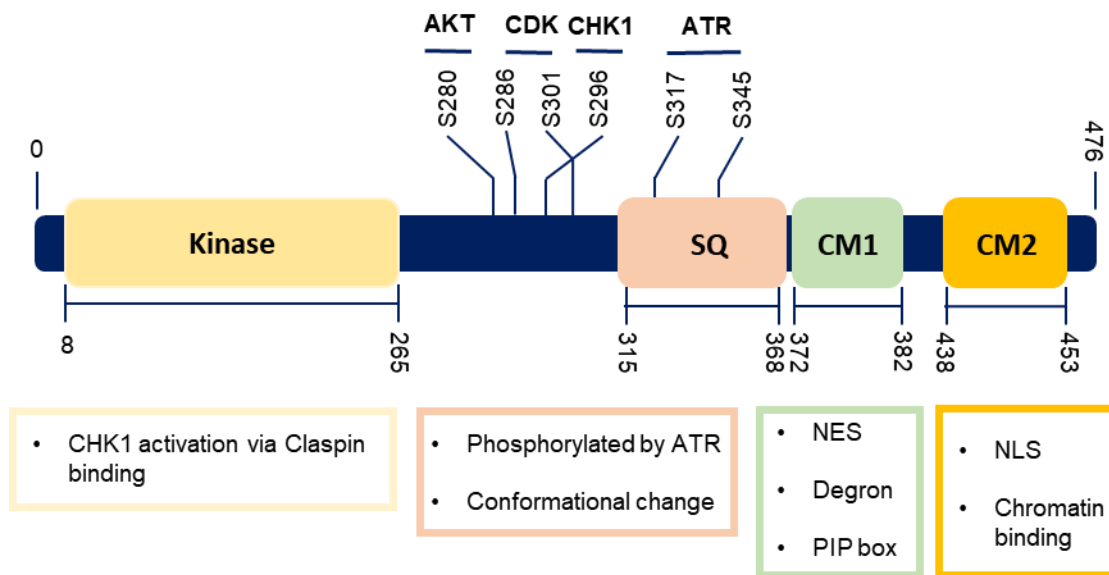 AKT CDK CHK1 ATR
S280 S286 S301 S296 S317 S345
0 476
Kinase SQ CM1 CM2
8 265 315 368 372 382 438 453
• CHK1 activation via Claspin
binding
• Phosphorylated by ATR
• Conformational change
• NES
• Degron
• PIP box
• NLS
• Chromatin
binding